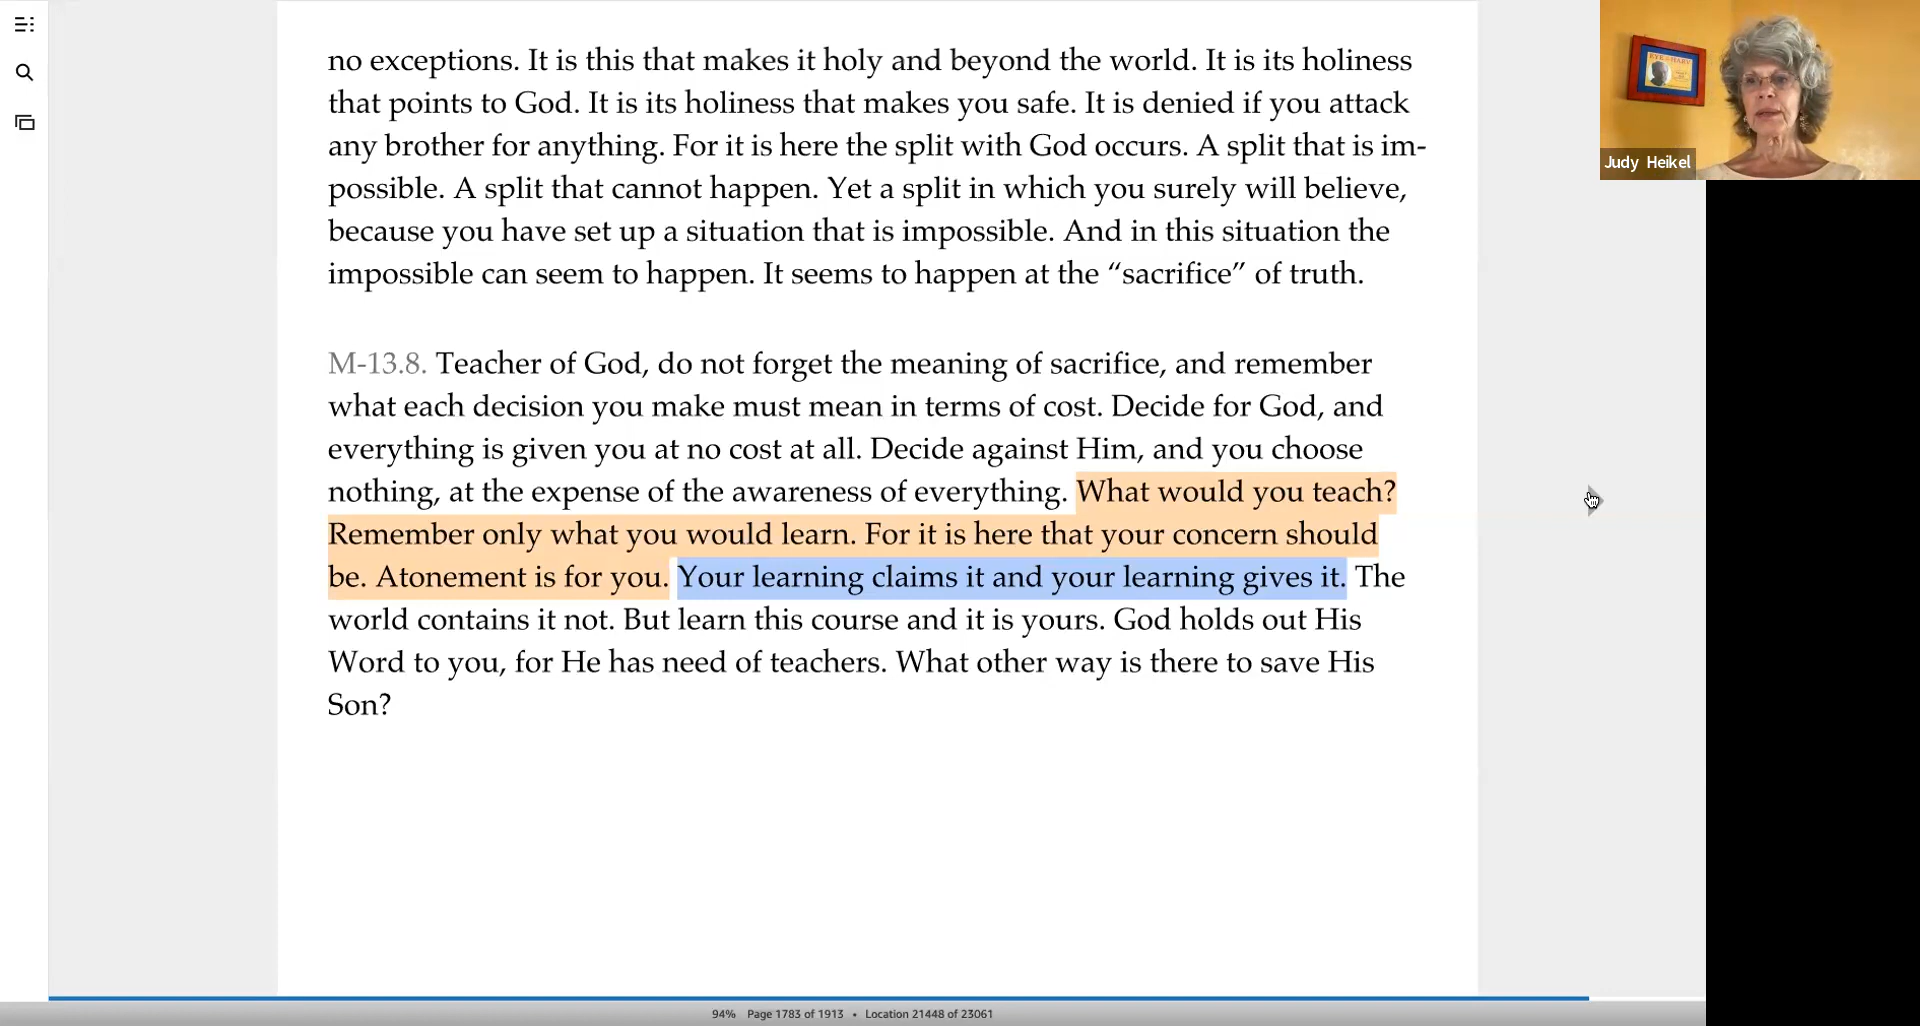 no exceptions. It is this that makes it holy and beyond the world. It is its holiness
that points to God. It is its holiness that makes you safe. It is denied if you attack
any brother for anything. For it is here the split with God occurs. A split that is im-
possible. A split that cannot happen. Yet a split in which you surely will believe,
because you have set up a situation that is impossible. And in this situation the
impossible can seem to happen. It seems to happen at the “sacrifice” of truth.
M-13.8. Teacher of God, do not forget the meaning of sacrifice, and remember
what each decision you make must mean in terms of cost. Decide for God, and
everything is given you at no cost at all. Decide against Him, and you choose
nothing, at the expense of the awareness of everything. What would you teach?
Remember only what you would learn. For it is here that your concern should
be. Atonement is for you. Your learning claims it and your learning gives it. The
world contains it not. But learn this course and it is yours. God holds out His
Word to you, for He has need of teachers. What other way is there to save His
Son?
Judy Heikel
94% Page 1783 of 1913 • Location 21448 of 23061